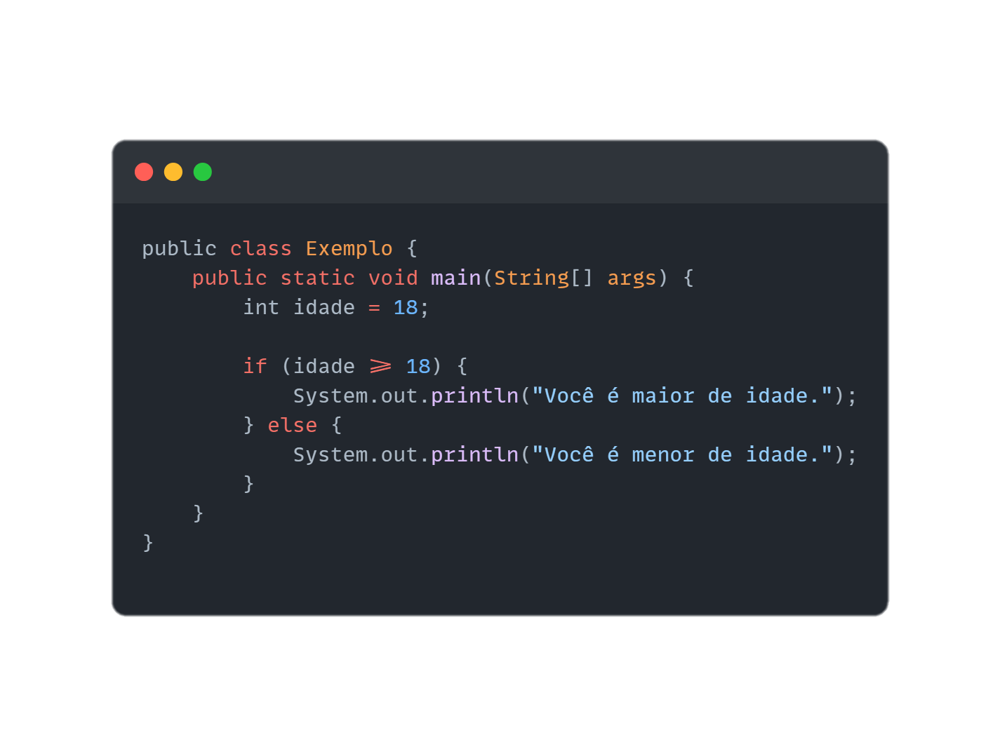 public class Exemplo {
    public static void main(String[] args) {
        int idade = 18;

        if (idade >= 18) {
            System.out.println("Você é maior de idade.");
        } else {
            System.out.println("Você é menor de idade.");
        }
    }
}